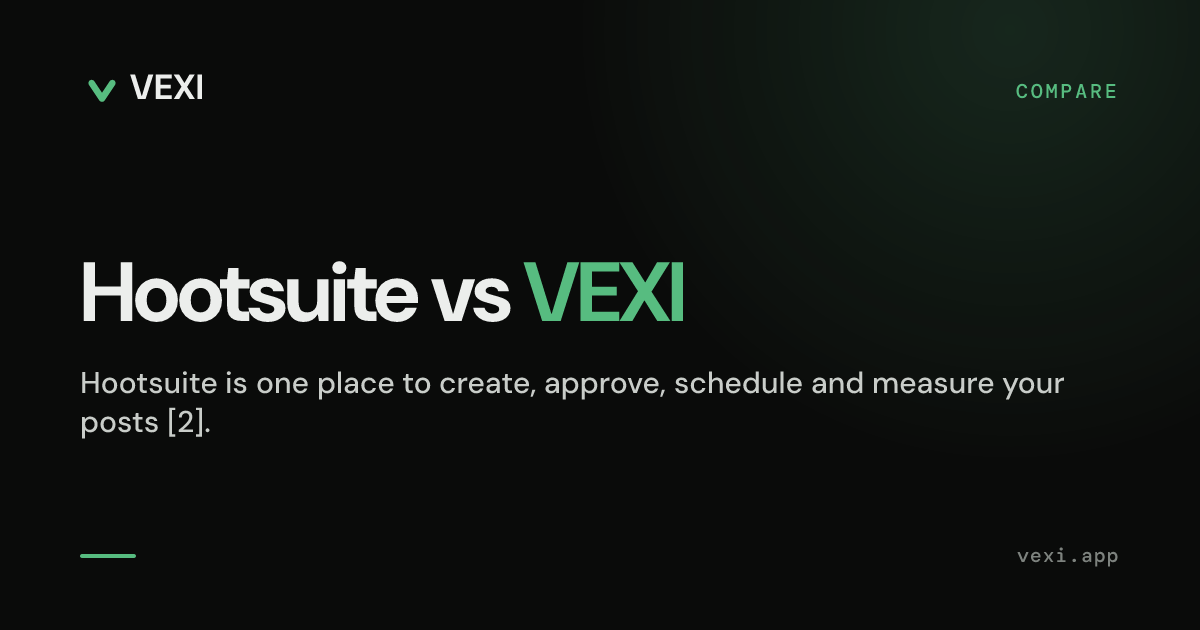 VEXI
COMPARE
Hootsuite vs VEXI
Hootsuite is one place to create, approve, schedule and measure your
posts [2].
vexi.app